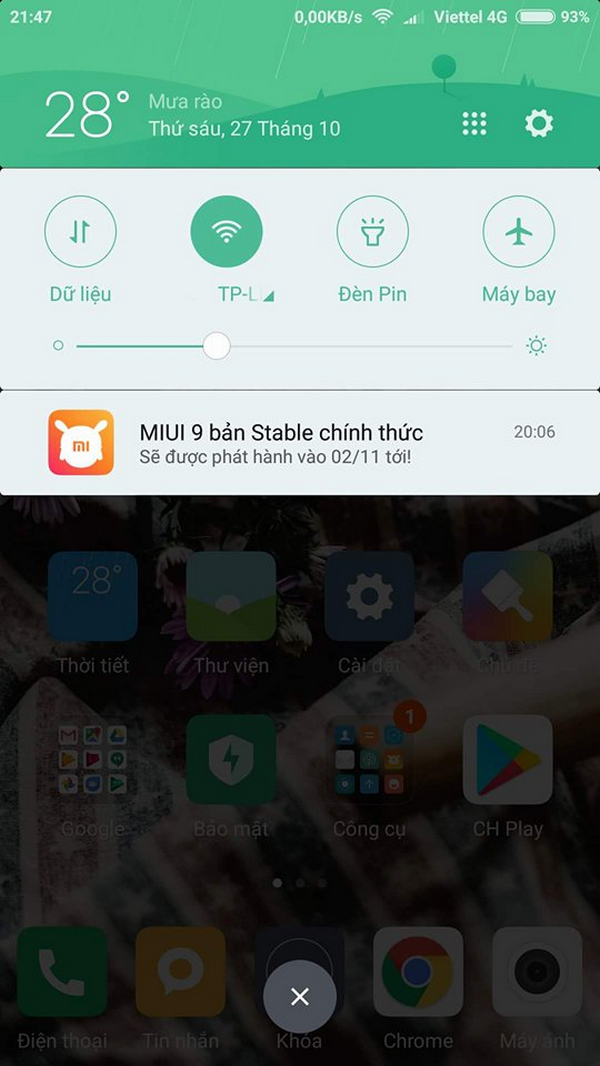 21:47 0,00KB/s Viettel 4G 93%
28° Mưa rào
Thứ sáu, 27 Tháng 10
Dữ liệu TP-L Đèn Pin Máy bay
MIUI 9 bản Stable chính thức 20:06
Sẽ được phát hành vào 02/11 tới!
mi
28°
Thời tiết Thư viện Cài đặt Chủ đề
1
Google Bảo mật Công cụ CH Play
Điện thoại Tin nhắn Khóa Chrome Máy ảnh